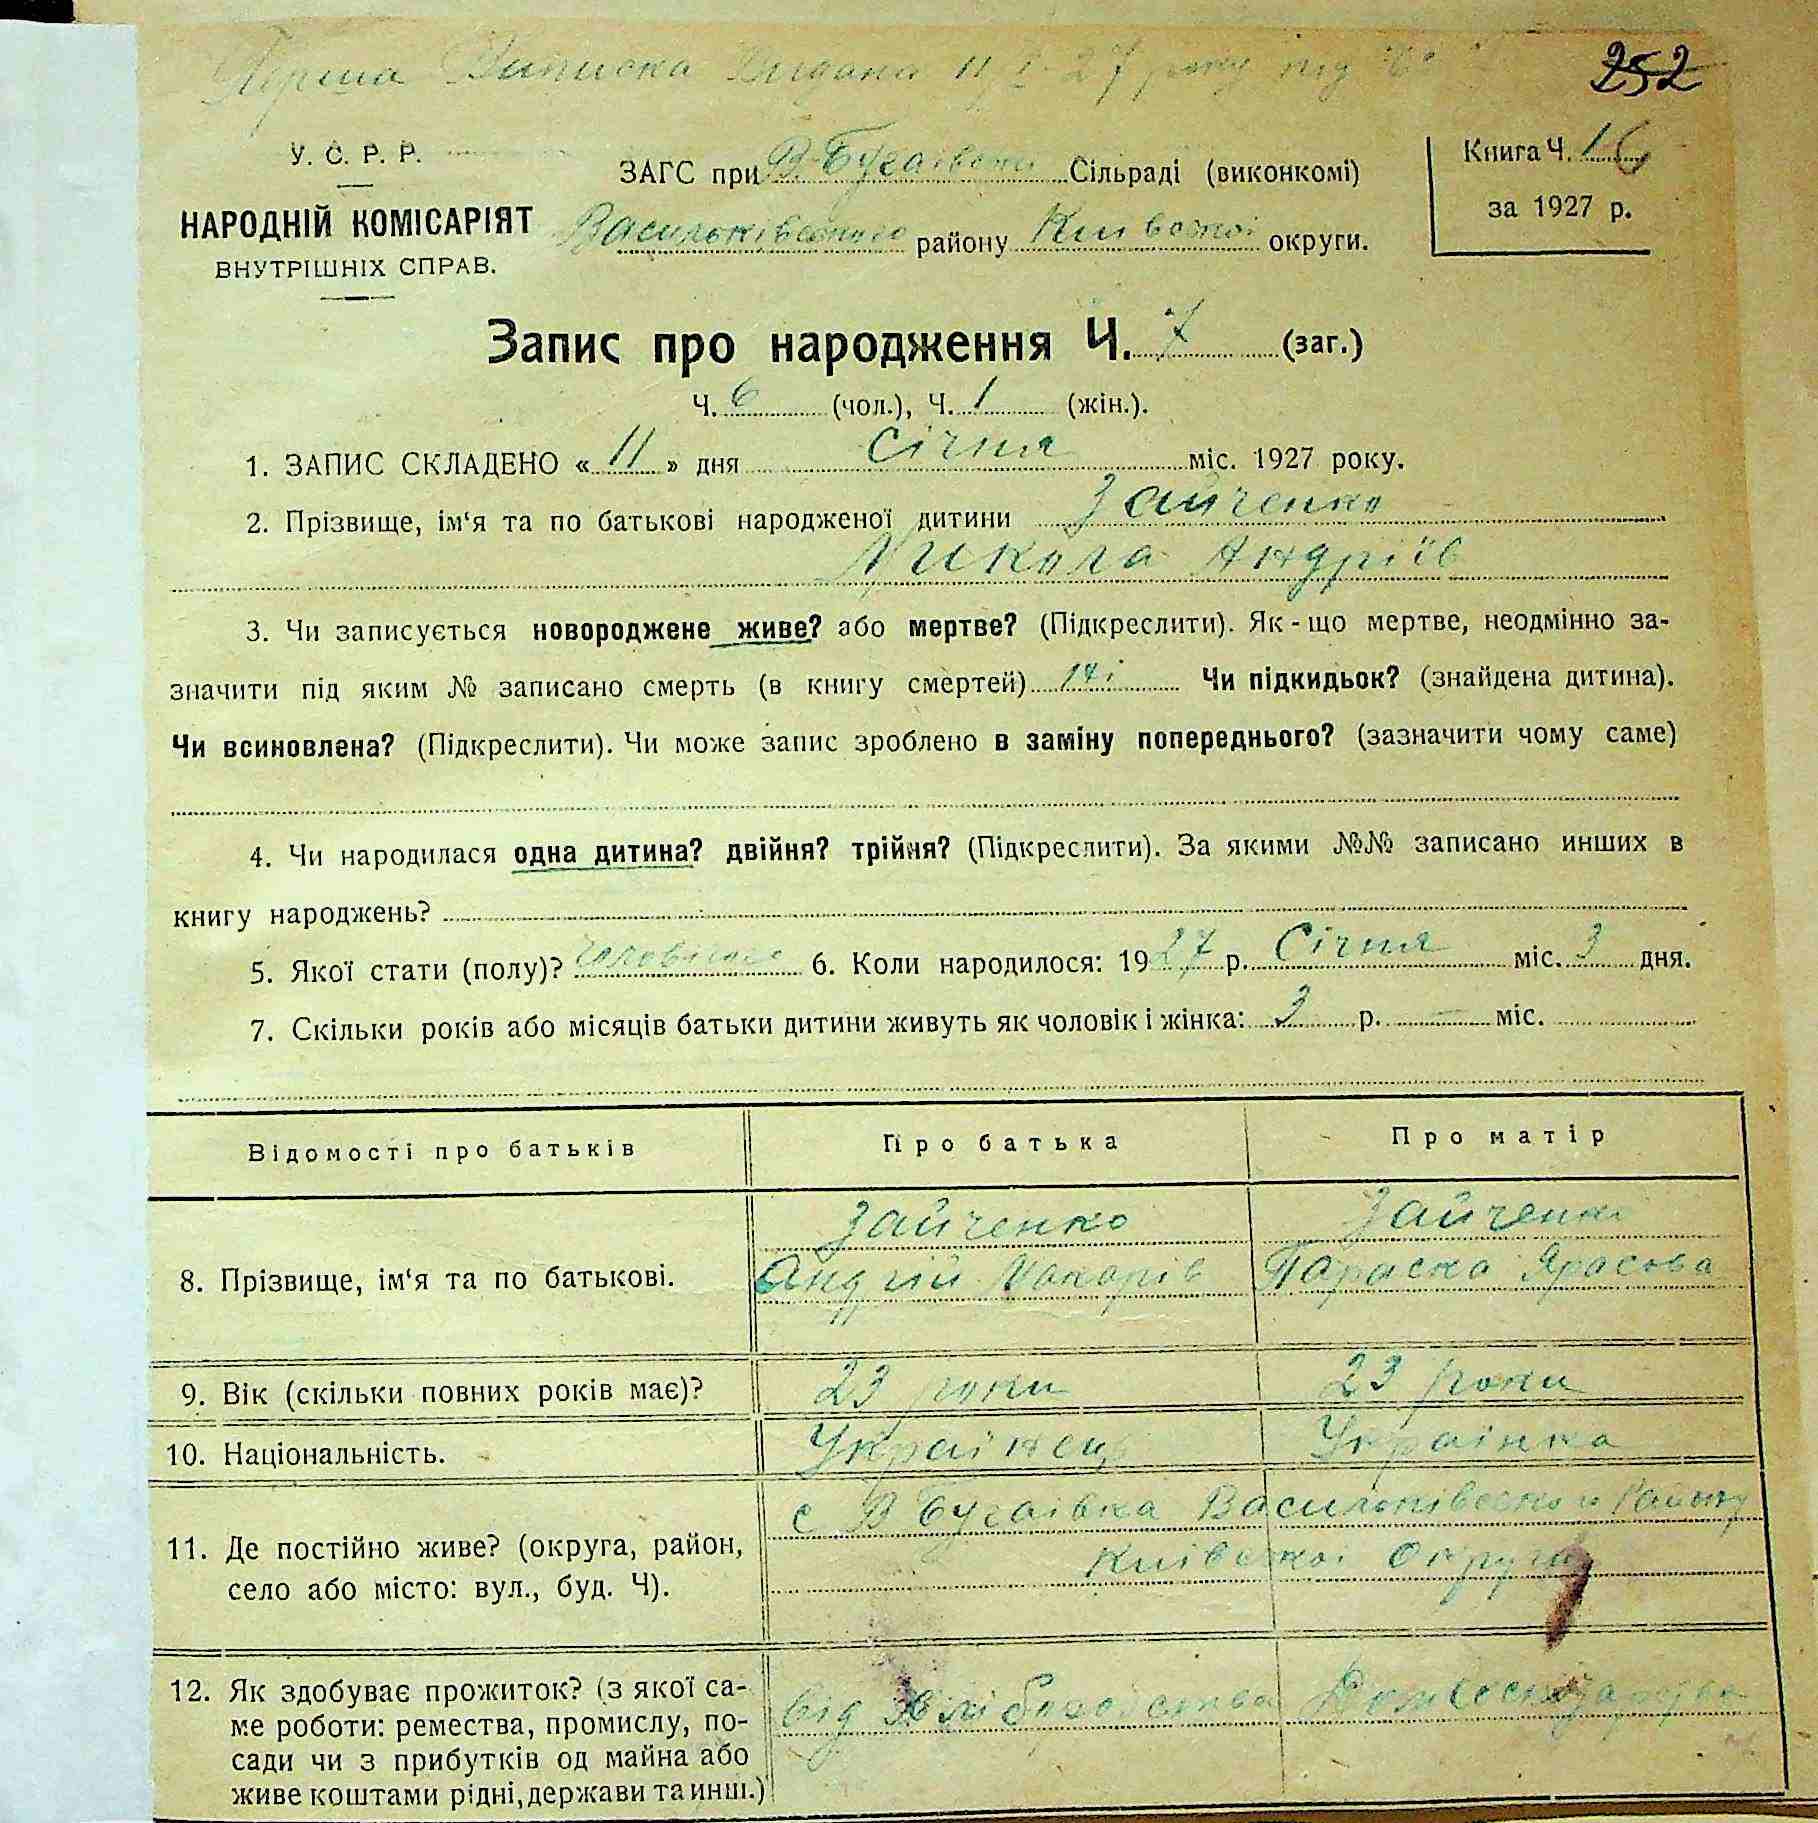 Перша Виписка Видана 11/I-27 року під
252
У. С. Р. Р.
НАРОДНІЙ КОМІСАРІЯТ
ВНУТРІШНІХ СПРАВ.
ЗАГС при В-Бугаївської Сільраді (виконкомі)
Васильківського району Київської округи.
Книга Ч. 16
за 1927 р.
Запис про народження Ч. 7 (заг.)
Ч. 6 (чол.), Ч. 1 (жін.).
1. ЗАПИС СКЛАДЕНО « 11 » дня Січня міс. 1927 року.
2. Прізвище, ім‘я та по батькові народженої дитини Зайченко
Микола Андріїв
3. Чи записується новороджене живе? або мертве? (Підкреслити). Як-що мертве, неодмінно за-
значити під яким № записано смерть (в книгу смертей) Чи підкидьок? (знайдена дитина).
Чи всиновлена? (Підкреслити). Чи може запис зроблено в заміну попереднього? (зазначити чому саме)
4. Чи народилася одна дитина? двійня? трійня? (Підкреслити). За якими №№ записано инших в
книгу народжень?
5. Якої стати (полу)? 6. Коли народилося: 1927 р. Січня міс. 3 дня.
7. Скільки років або місяців батьки дитини живуть як чоловік і жінка: 3 р. — міс.
Відомості про батьків Про батька Про матір
Зайченко Зайченко
8. Прізвище, ім‘я та по батькові. Андрій Макарів Параска
9. Вік (скільки повних років має)? 23 роки 23 роки
10. Національність. Українец Українка
с В Бугаівка Васильківського Району
11. Де постійно живе? (округа, район, Київської Округи
село або місто: вул., буд. Ч).
12. Як здобуває прожиток? (з якої са- від Хліборобства
ме роботи: ремества, промислу, по-
сади чи з прибутків од майна або
живе коштами рідні, держави та инш.)